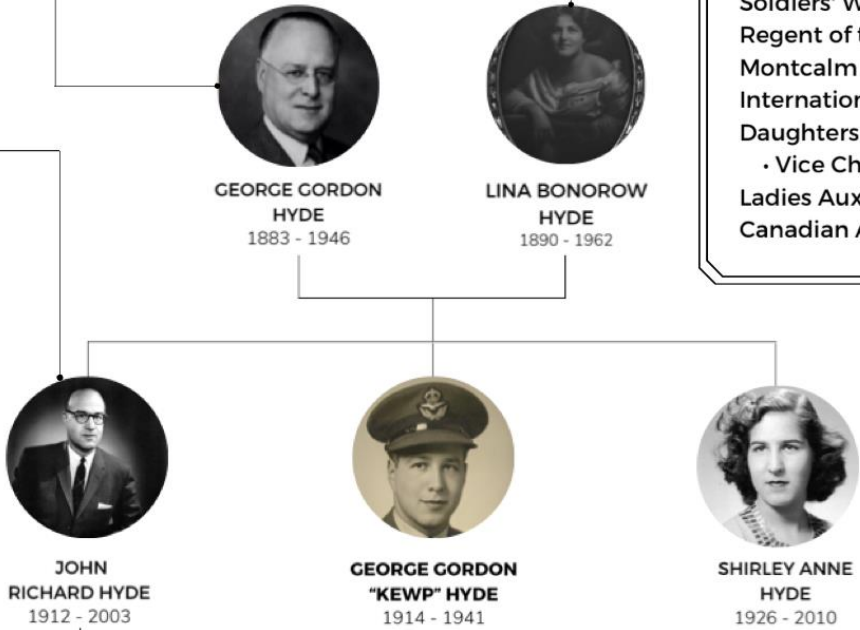 Soldiers' W
Regent of t
Montcalm
Internation
Daughters
· Vice Ch
Ladies Aux
Canadian A
GEORGE GORDON
HYDE
1883 - 1946
LINA BONOROW
HYDE
1890 - 1962
JOHN
RICHARD HYDE
1912 - 2003
GEORGE GORDON
"KEWP" HYDE
1914 - 1941
SHIRLEY ANNE
HYDE
1926 - 2010